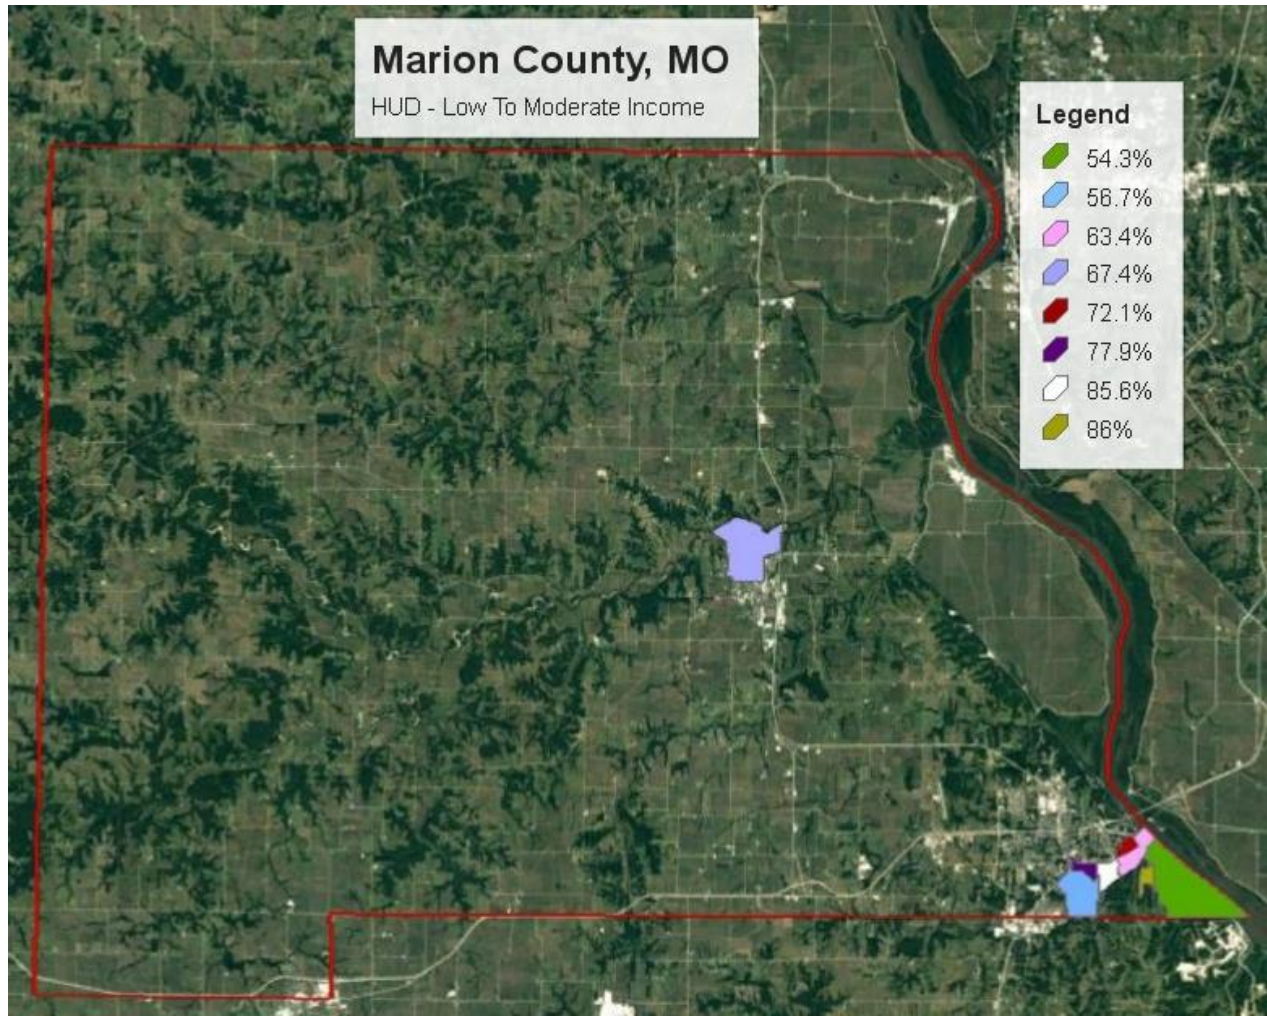 Marion County, MO
HUD - Low To Moderate Income
Legend
54.3%
56.7%
63.4%
67.4%
72.1%
77.9%
85.6%
86%